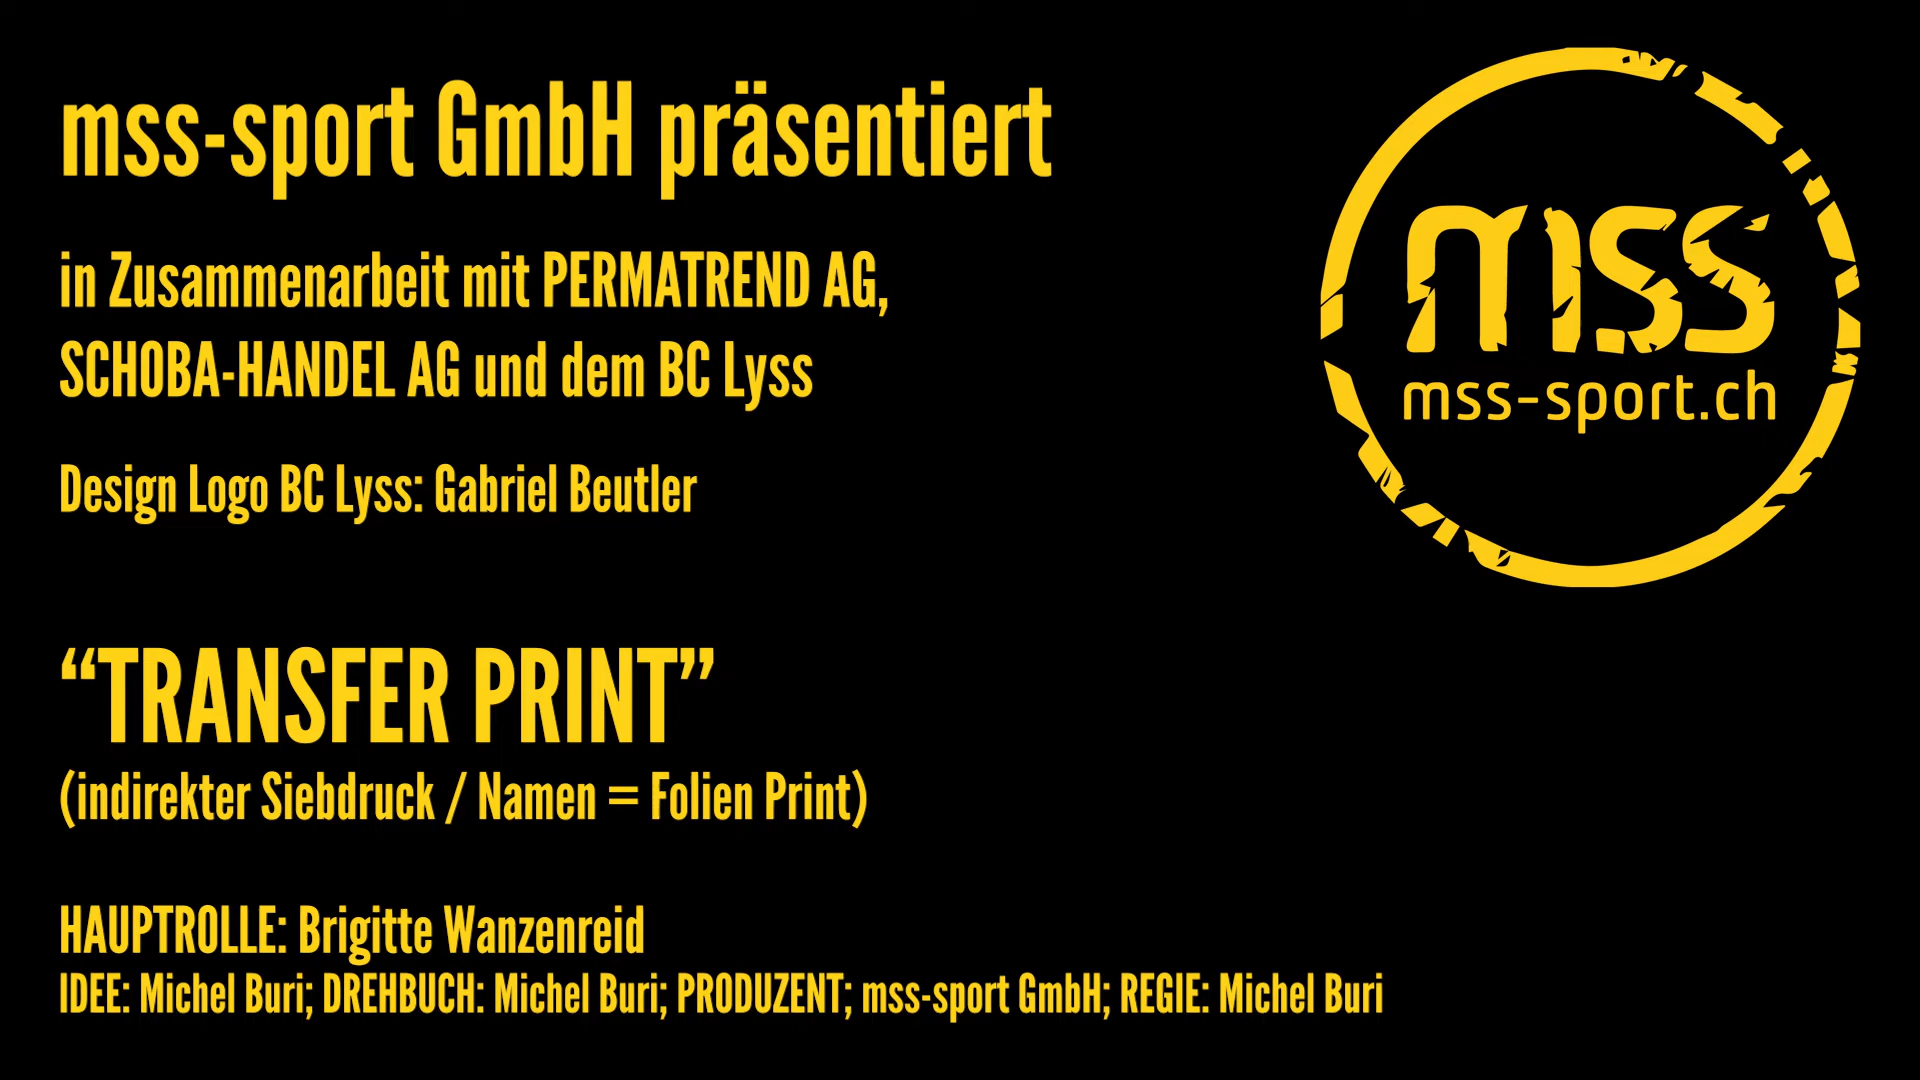 mss-sport GmbH präsentiert
in Zusammenarbeit mit PERMATREND AG,
SCHOBA-HANDEL AG und dem BC Lyss
Design Logo BC Lyss: Gabriel Beutler
mss
mss-sport.ch
“TRANSFER PRINT”
(indirekter Siebdruck / Namen = Folien Print)
HAUPTROLLE: Brigitte Wanzenreid
IDEE: Michel Buri; DREHBUCH: Michel Buri; PRODUZENT; mss-sport GmbH; REGIE: Michel Buri